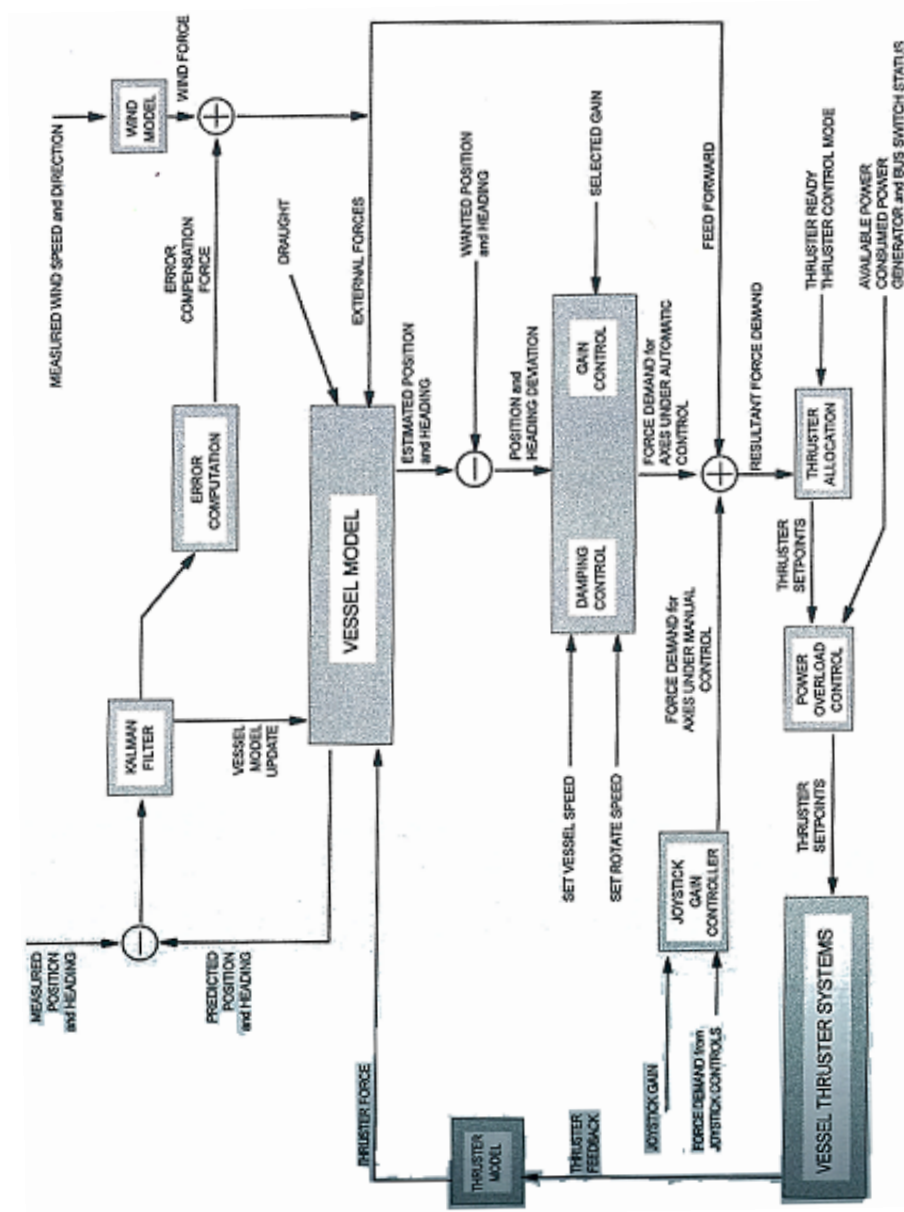 MEASURED
POSITION
and HEADING
MEASURED WIND SPEED and DIRECTION
KALMAN
FILTER
WIND
MODEL
WIND FORCE
ERROR
COMPENSATION
FORCE
ERROR
COMPUTATION
PREDICTED
POSITION
and HEADING
VESSEL
MODEL
UPDATE
DRAUGHT
VESSEL MODEL
EXTERNAL FORCES
THRUSTER FORCE
ESTIMATED POSITION
and HEADING
WANTED POSITION
and HEADING
THRUSTER
MODEL
POSITION and
HEADING DEVIATION
SET VESSEL SPEED
SET ROTATE SPEED
DAMPING
CONTROL
GAIN
CONTROL
SELECTED GAIN
THRUSTER
FEEDBACK
JOYSTICK GAIN
FORCE DEMAND from
JOYSTICK CONTROLS
JOYSTICK
GAIN
CONTROLLER
FORCE DEMAND for
AXES UNDER MANUAL
CONTROL
FORCE DEMAND for
AXES UNDER AUTOMATIC
CONTROL
FEED FORWARD
RESULTANT FORCE DEMAND
VESSEL THRUSTER SYSTEMS
THRUSTER
SETPOINTS
POWER
OVERLOAD
CONTROL
THRUSTER
SETPOINTS
THRUSTER
ALLOCATION
THRUSTER READY
THRUSTER CONTROL MODE
AVAILABLE POWER
CONSUMED POWER
GENERATOR and BUS SWITCH STATUS